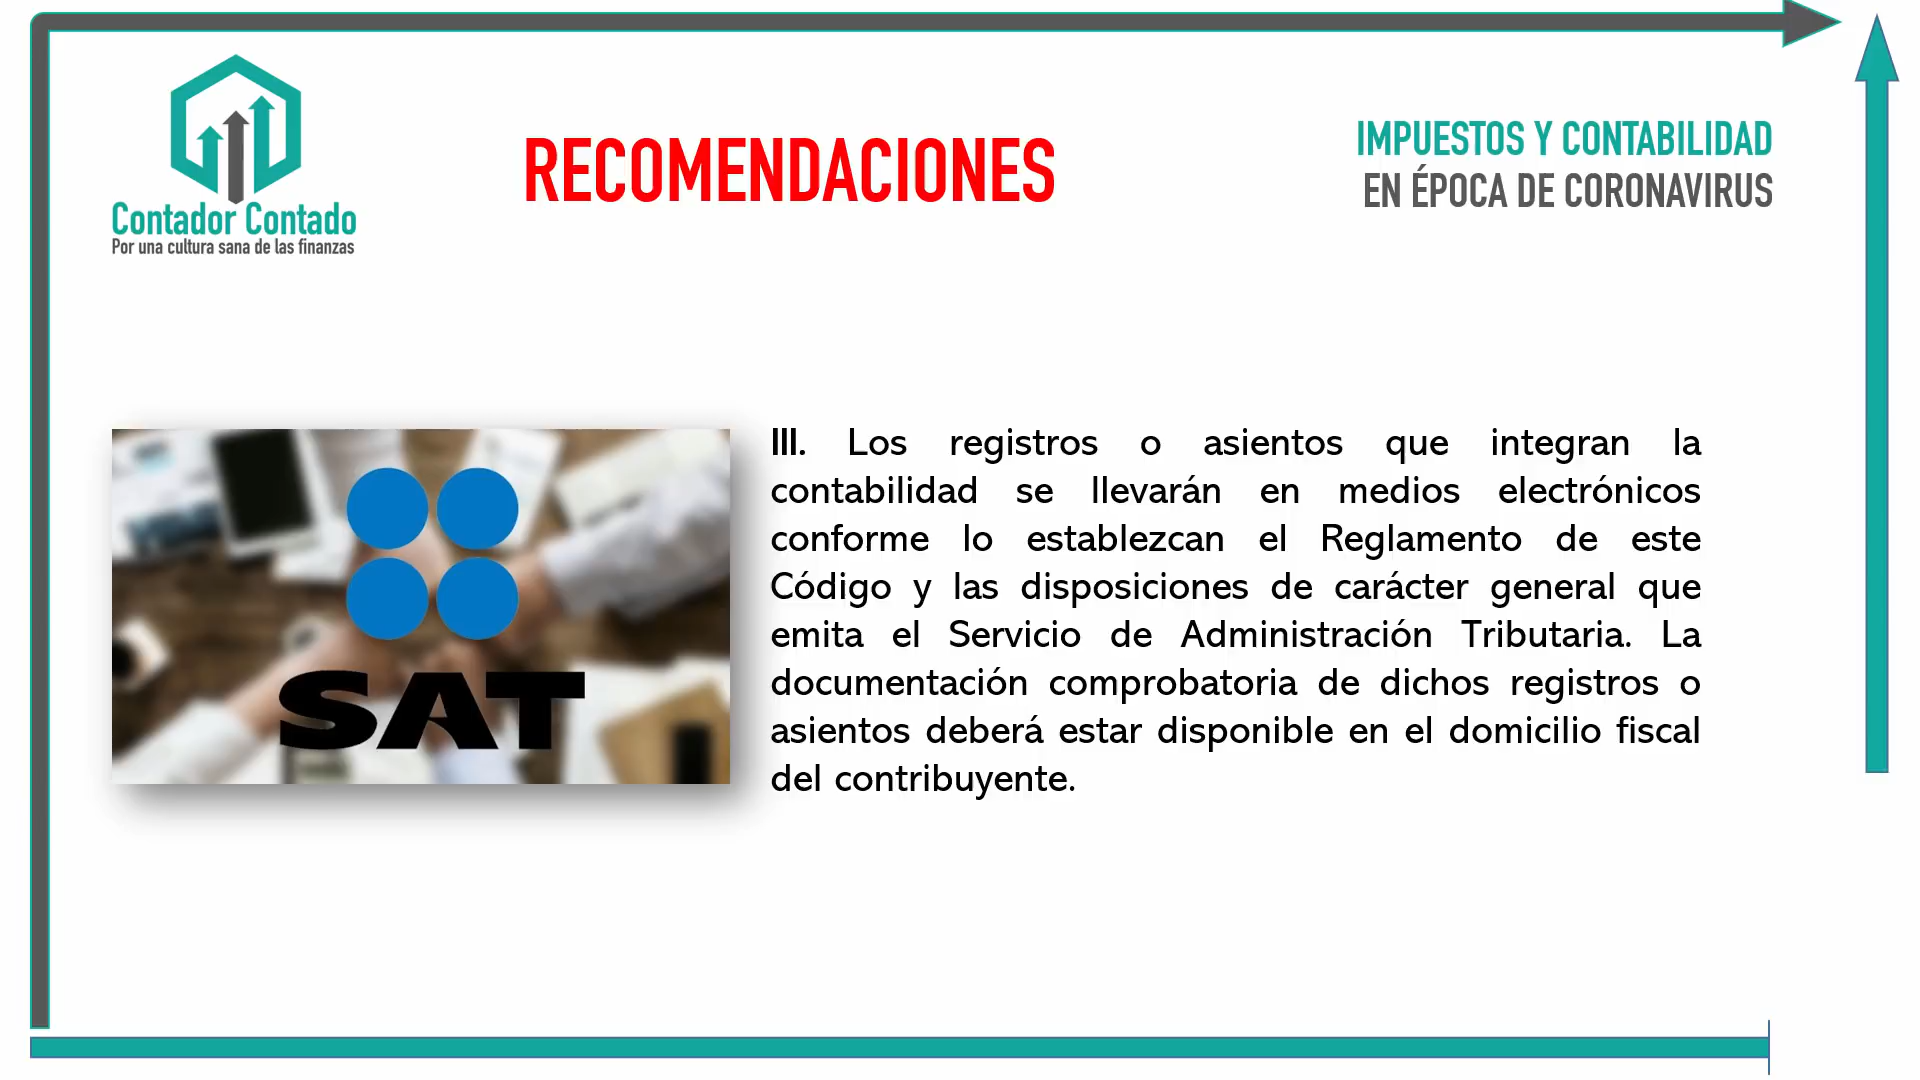 Contador Contado
Por una cultura sana de las finanzas
RECOMENDACIONES
IMPUESTOS Y CONTABILIDAD
EN ÉPOCA DE CORONAVIRUS
SAT
III. Los registros o asientos que integran la
contabilidad se llevarán en medios electrónicos
conforme lo establezcan el Reglamento de este
Código y las disposiciones de carácter general que
emita el Servicio de Administración Tributaria. La
documentación comprobatoria de dichos registros o
asientos deberá estar disponible en el domicilio fiscal
del contribuyente.